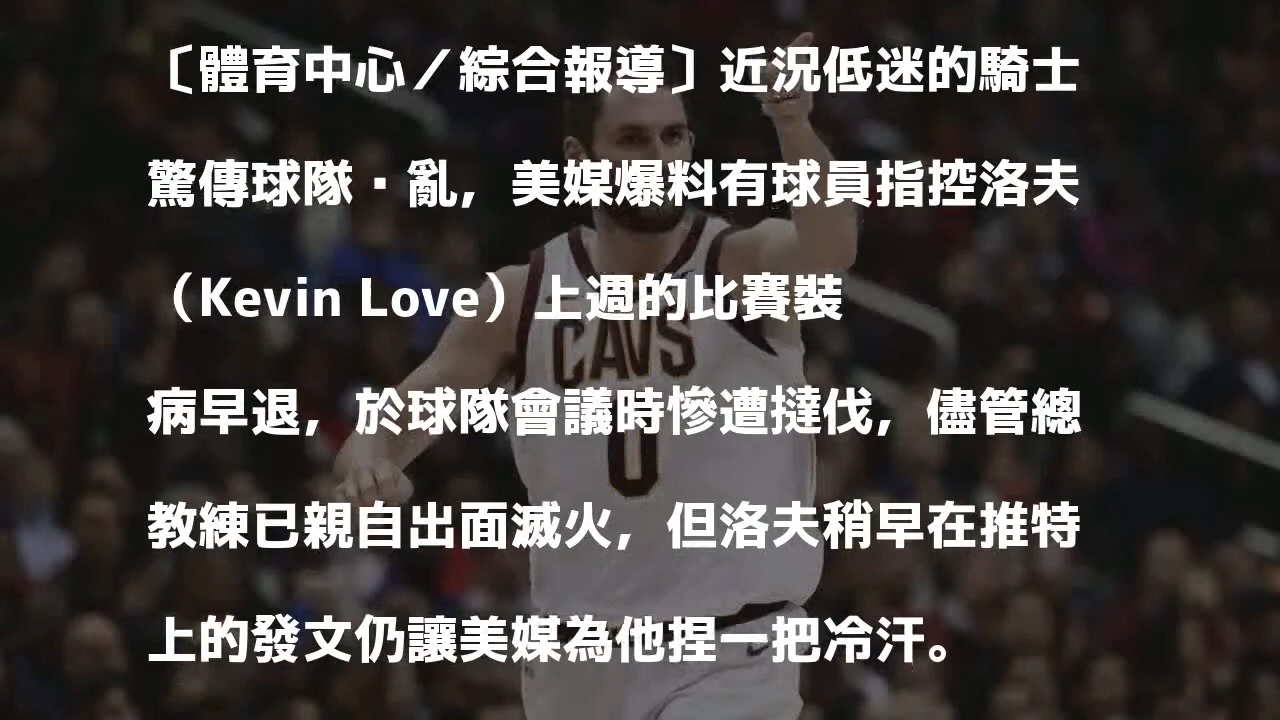 〔體育中心／綜合報導〕近況低迷的騎士
驚傳球隊▪亂，美媒爆料有球員指控洛夫
（Kevin Love）上週的比賽裝
病早退，於球隊會議時慘遭撻伐，儘管總
教練已親自出面滅火，但洛夫稍早在推特
上的發文仍讓美媒為他捏一把冷汗。
CAVS
0